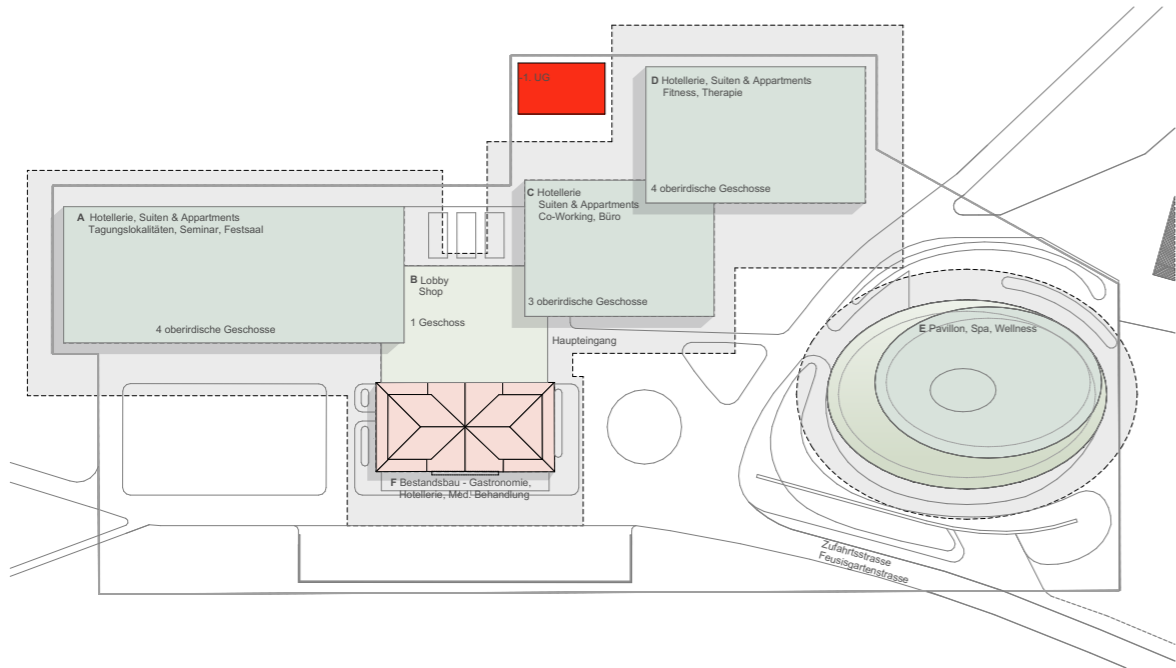 -1. UG
D Hotellerie, Suiten & Appartments
Fitness, Therapie
4 oberirdische Geschosse
C Hotellerie
Suiten & Appartments
Co-Working, Büro
3 oberirdische Geschosse
A Hotellerie, Suiten & Appartments
Tagungslokalitäten, Seminar, Festsaal
4 oberirdische Geschosse
B Lobby
Shop
1 Geschoss
Haupteingang
E Pavillon, Spa, Wellness
F Bestandsbau - Gastronomie,
Hotellerie, Med. Behandlung
Zufahrtsstrasse
Feusisgartenstrasse